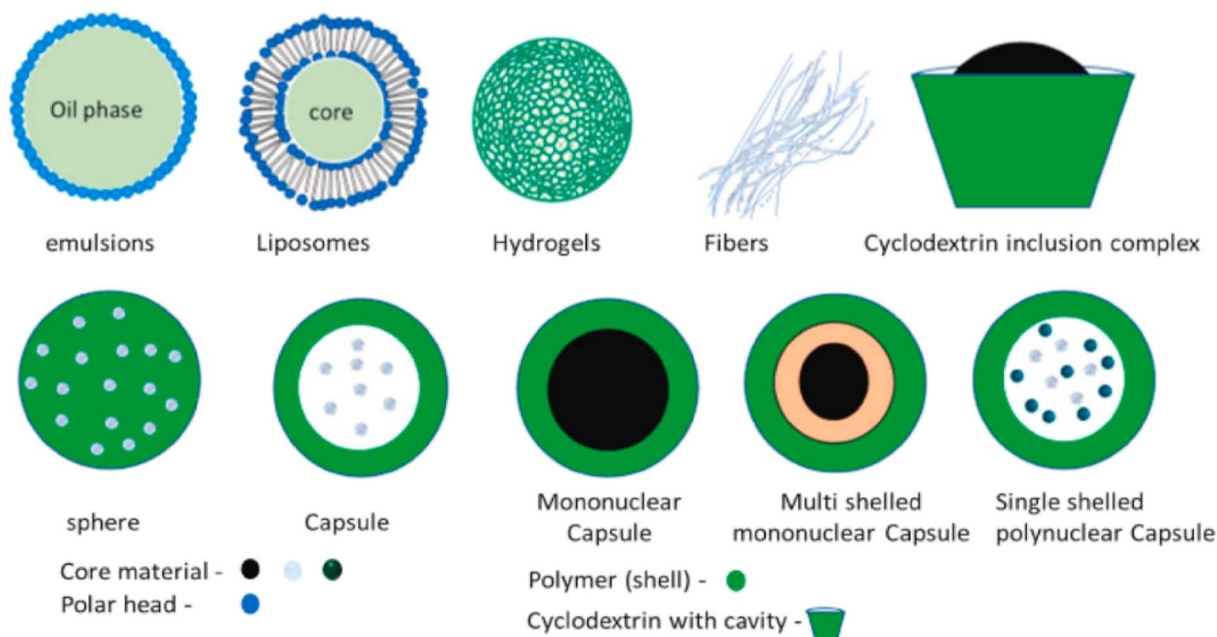 Oil phase
core
emulsions
Liposomes
Hydrogels
Fibers
Cyclodextrin inclusion complex
sphere
Capsule
Mononuclear
Capsule
Multi shelled
mononuclear Capsule
Single shelled
polynuclear Capsule
Core material -
Polar head -
Polymer (shell) -
Cyclodextrin with cavity -